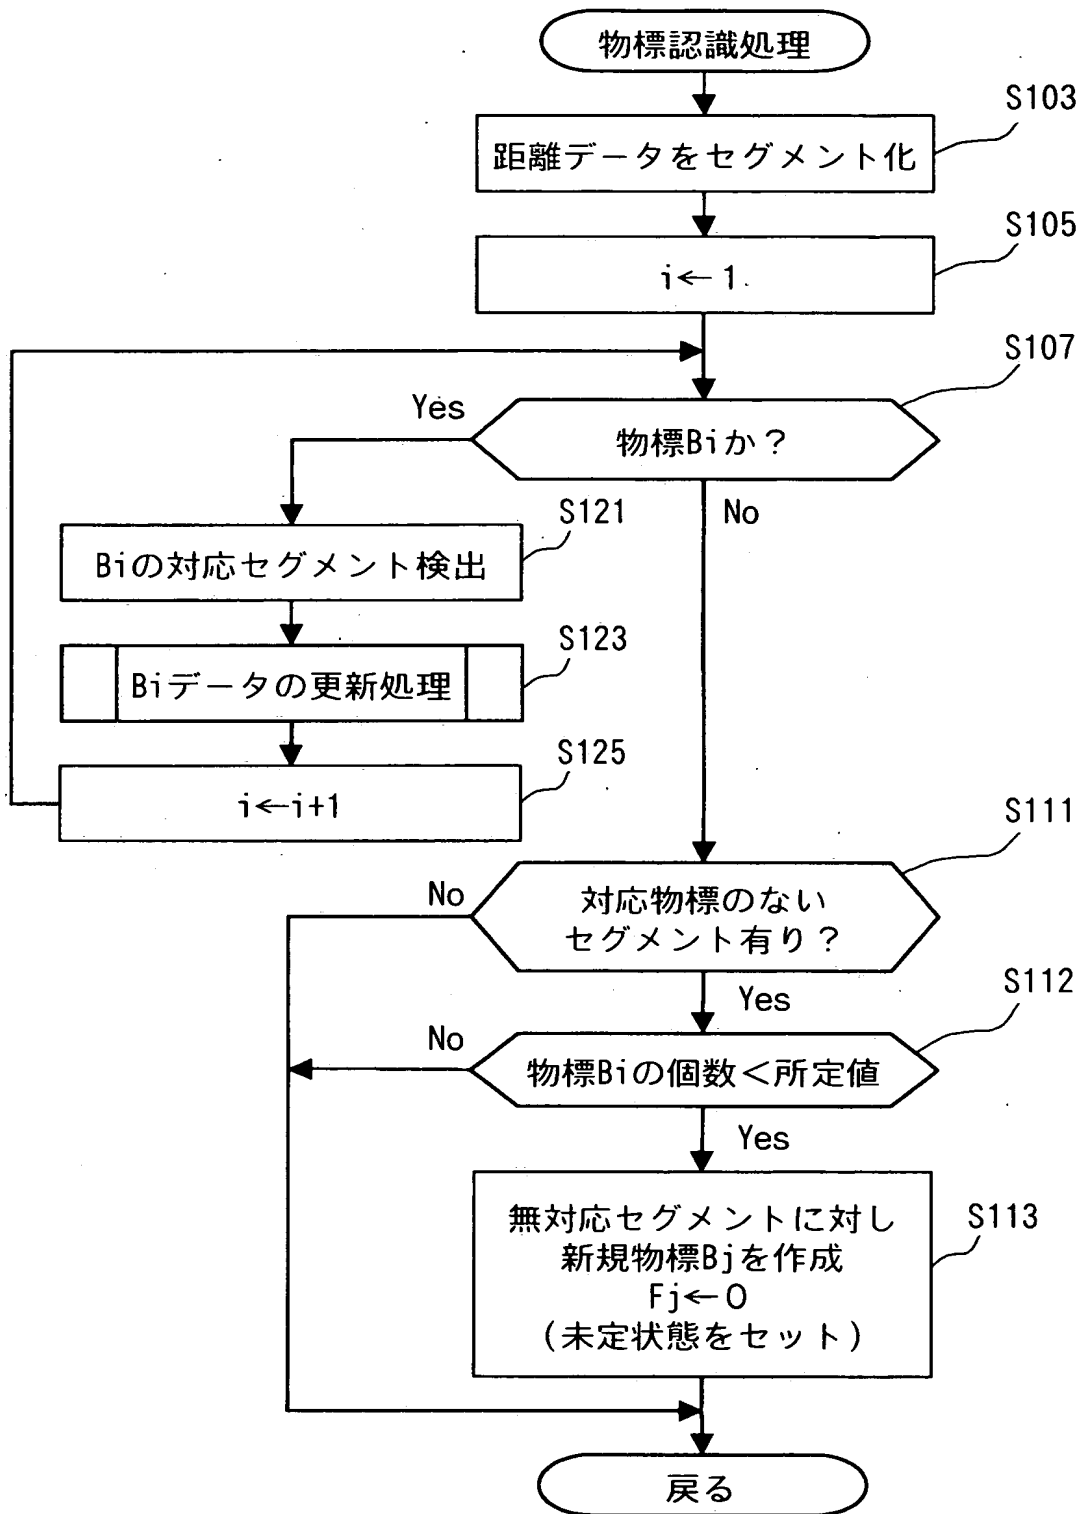 物標認識処理
S103
距離データをセグメント化
S105
i←1
S107
物標Biか？
Yes
No
S121
Biの対応セグメント検出
S123
Biデータの更新処理
S125
i←i+1
S111
対応物標のない
セグメント有り？
No
Yes
S112
物標Biの個数＜所定値
No
Yes
S113
無対応セグメントに対し
新規物標Bjを作成
Fj←0
(未定状態をセット)
戻る